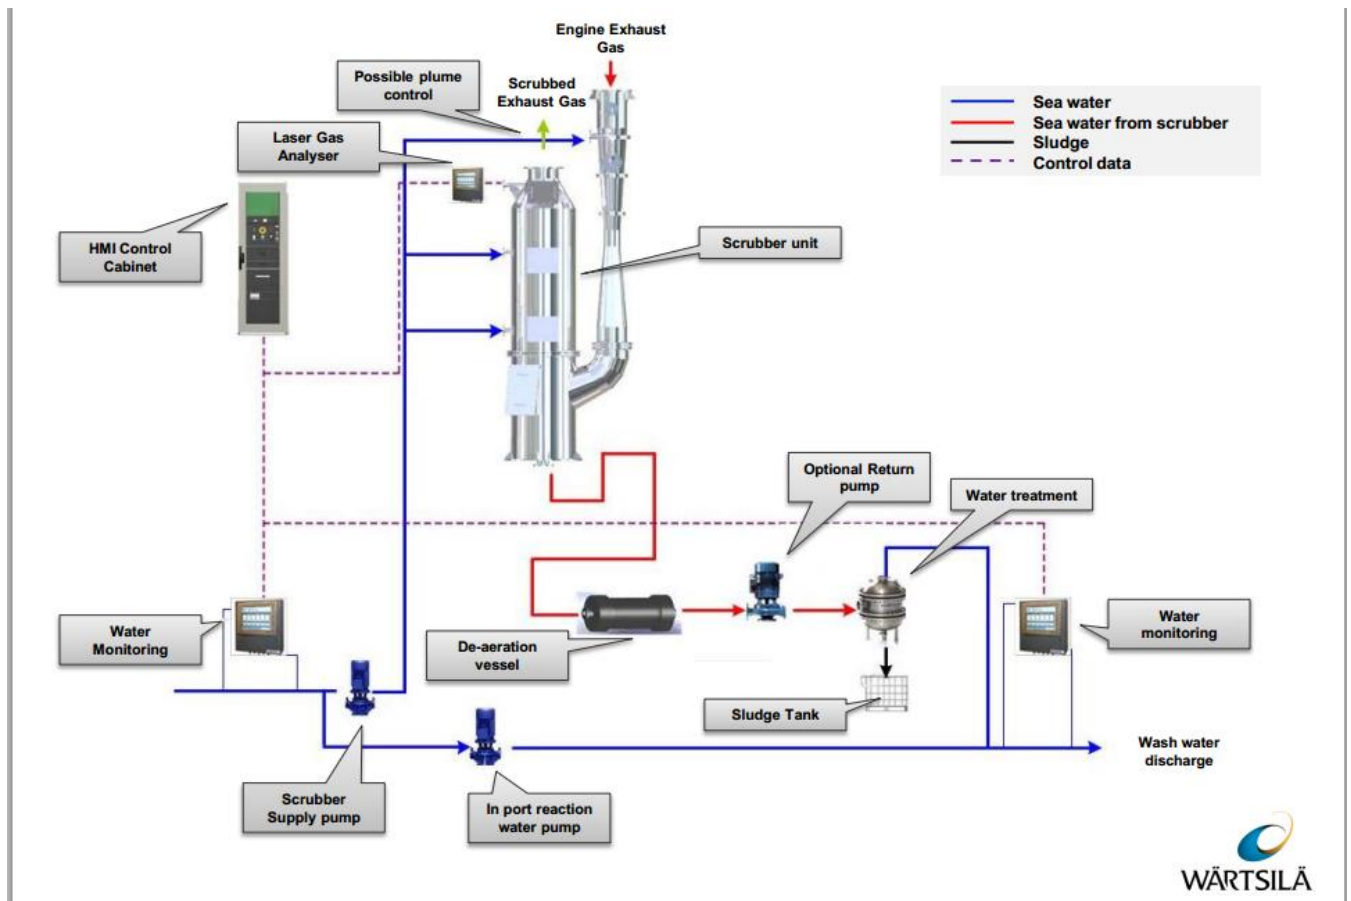 Engine Exhaust
Gas
Possible plume
control
Scrubbed
Exhaust Gas
Laser Gas
Analyser
Sea water
Sea water from scrubber
Sludge
Control data
HMI Control
Cabinet
Scrubber unit
Optional Return
pump
Water treatment
Water
Monitoring
De-aeration
vessel
Water
monitoring
Sludge Tank
Wash water
discharge
Scrubber
Supply pump
In port reaction
water pump
WÄRTSILÄ